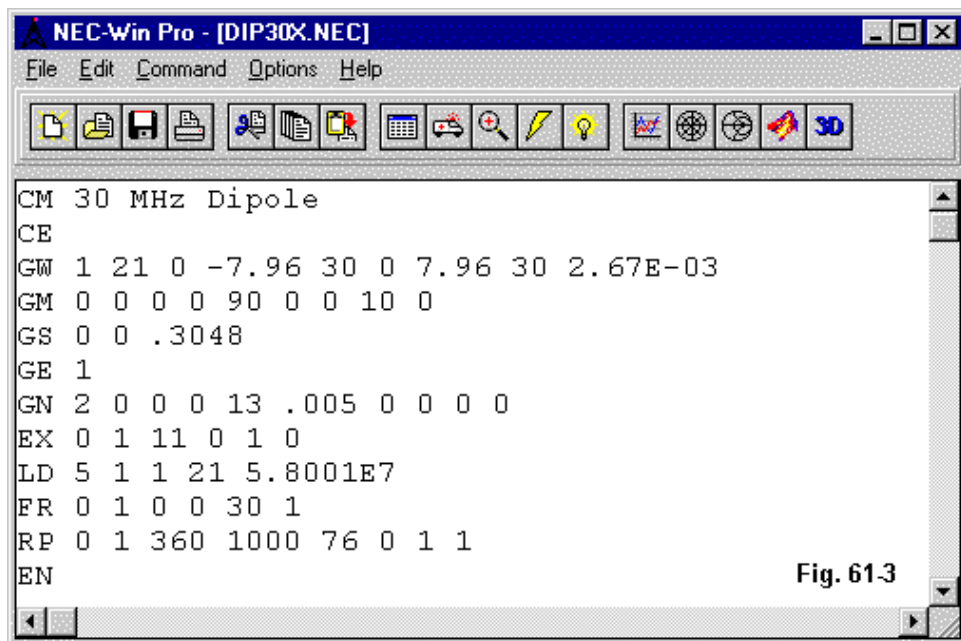 NEC-Win Pro - [DIP30X.NEC]
File Edit Command Options Help
3D
CM 30 MHz Dipole
CE
GW 1 21 0 -7.96 30 0 7.96 30 2.67E-03
GM 0 0 0 0 90 0 0 10 0
GS 0 0 .3048
GE 1
GN 2 0 0 0 13 .005 0 0 0 0
EX 0 1 11 0 1 0
LD 5 1 1 21 5.8001E7
FR 0 1 0 0 30 1
RP 0 1 360 1000 76 0 1 1
EN
Fig. 61-3